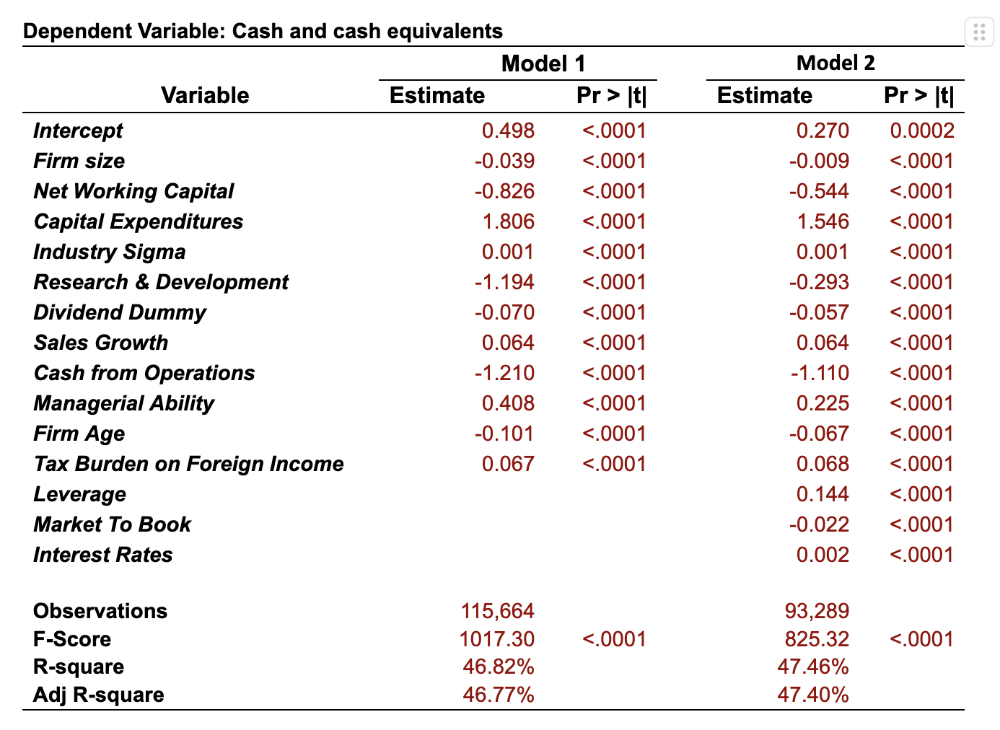 Dependent Variable: Cash and cash equivalents
Model 1 Model 2
Variable Estimate Pr > |t| Estimate Pr > |t|
Intercept 0.498 <.0001 0.270 0.0002
Firm size -0.039 <.0001 -0.009 <.0001
Net Working Capital -0.826 <.0001 -0.544 <.0001
Capital Expenditures 1.806 <.0001 1.546 <.0001
Industry Sigma 0.001 <.0001 0.001 <.0001
Research & Development -1.194 <.0001 -0.293 <.0001
Dividend Dummy -0.070 <.0001 -0.057 <.0001
Sales Growth 0.064 <.0001 0.064 <.0001
Cash from Operations -1.210 <.0001 -1.110 <.0001
Managerial Ability 0.408 <.0001 0.225 <.0001
Firm Age -0.101 <.0001 -0.067 <.0001
Tax Burden on Foreign Income 0.067 <.0001 0.068 <.0001
Leverage 0.144 <.0001
Market To Book -0.022 <.0001
Interest Rates 0.002 <.0001
Observations 115,664 93,289
F-Score 1017.30 <.0001 825.32 <.0001
R-square 46.82% 47.46%
Adj R-square 46.77% 47.40%